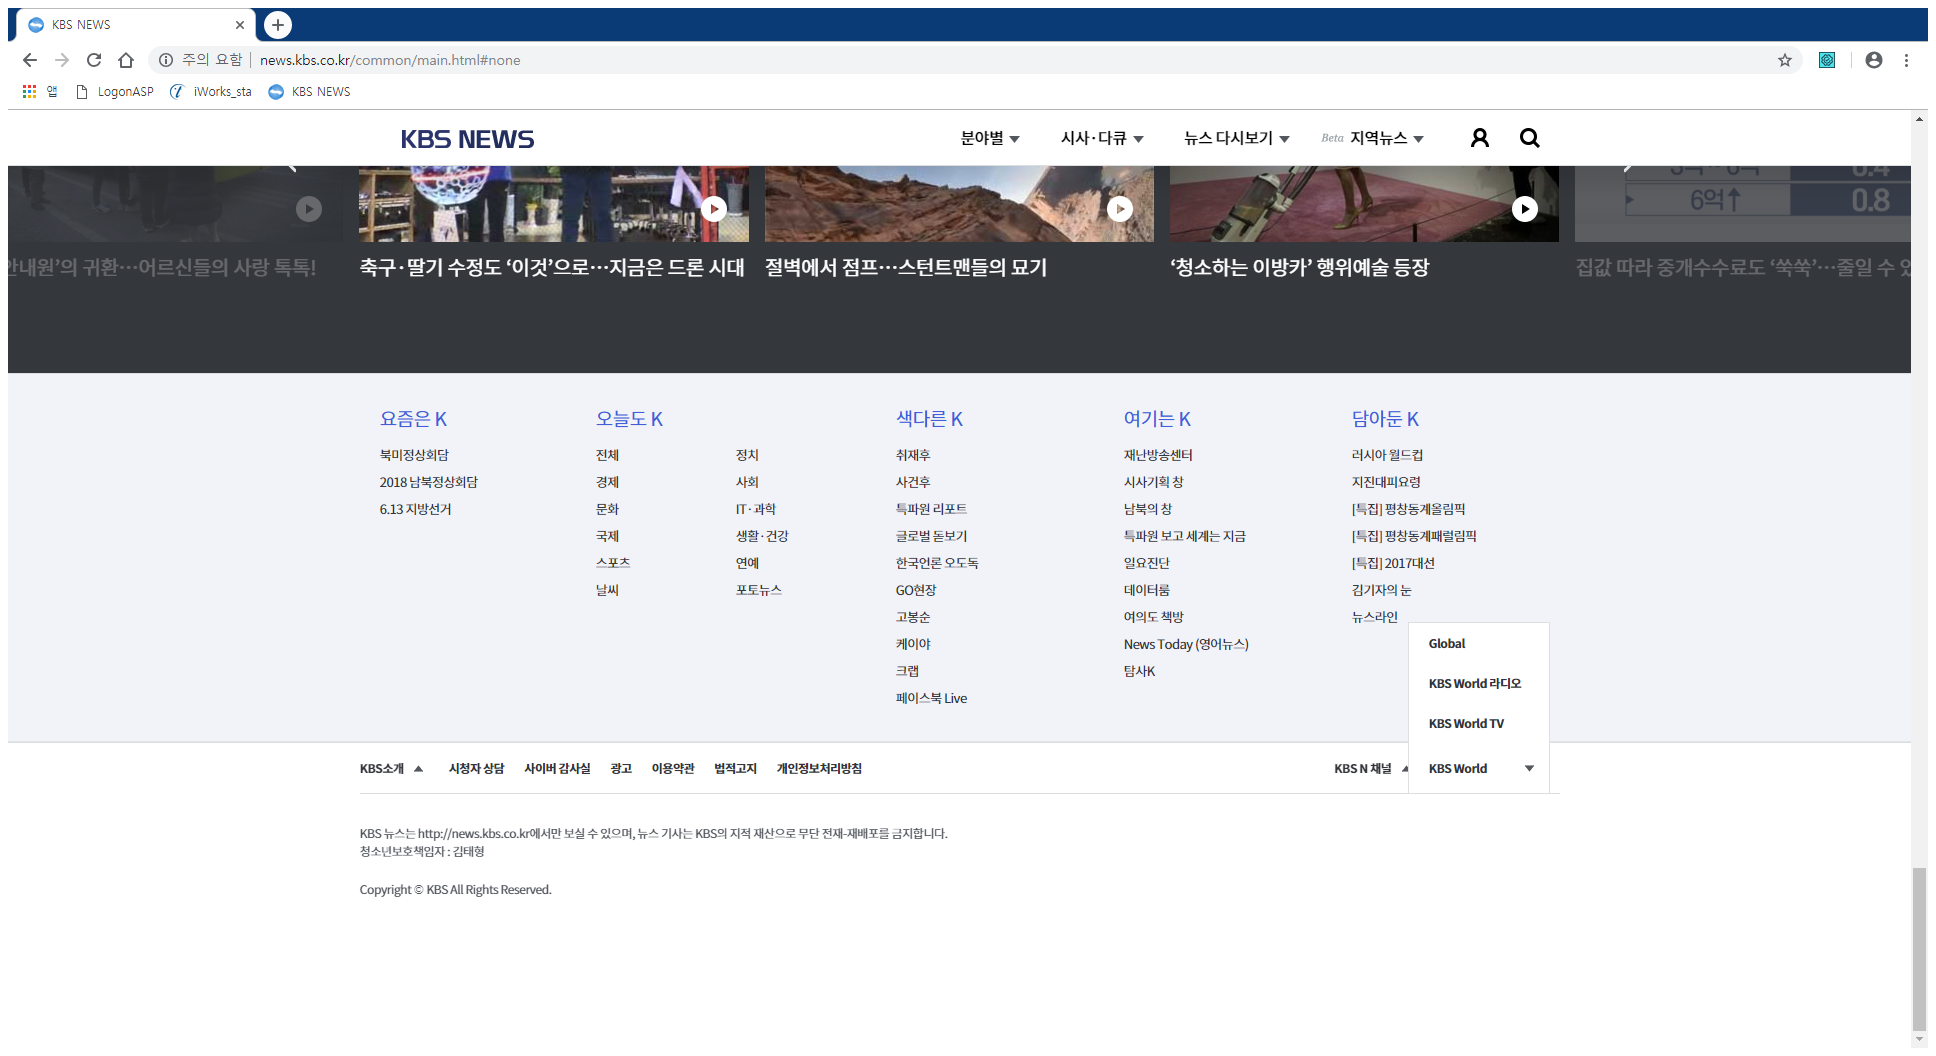 KBS NEWS
주의 요함 | news.kbs.co.kr/common/main.html#none
앱 LogonASP iWorks_sta KBS NEWS
KBS NEWS 분야별 시사·다큐 뉴스 다시보기 Beta 지역뉴스
6억↑ 0.8
안내원’의 귀환…어르신들의 사랑 톡톡!
축구·딸기 수정도 ‘이것’으로…지금은 드론 시대
절벽에서 점프…스턴트맨들의 묘기
‘청소하는 이방카’ 행위예술 등장
집값 따라 중개수수료도 ‘쑥쑥’…줄일 수 있
요즘은 K
북미정상회담
2018 남북정상회담
6.13 지방선거
오늘도 K
전체 정치
경제 사회
문화 IT·과학
국제 생활·건강
스포츠 연예
날씨 포토뉴스
색다른 K
취재후
사건후
특파원 리포트
글로벌 돋보기
한국언론 오도독
GO현장
고봉순
케이야
크랩
페이스북 Live
여기는 K
재난방송센터
시사기획 창
남북의 창
특파원 보고 세계는 지금
일요진단
데이터룸
여의도 책방
News Today (영어뉴스)
탐사K
담아둔 K
러시아 월드컵
지진대피요령
[특집] 평창동계올림픽
[특집] 평창동계패럴림픽
[특집] 2017대선
김기자의 눈
뉴스라인
Global
KBS World 라디오
KBS World TV
KBS소개 시청자 상담 사이버 감사실 광고 이용약관 법적고지 개인정보처리방침 KBS N 채널 KBS World
KBS 뉴스는 http://news.kbs.co.kr에서만 보실 수 있으며, 뉴스 기사는 KBS의 지적 재산으로 무단 전재-재배포를 금지합니다.
청소년보호책임자 : 김태형
Copyright © KBS All Rights Reserved.